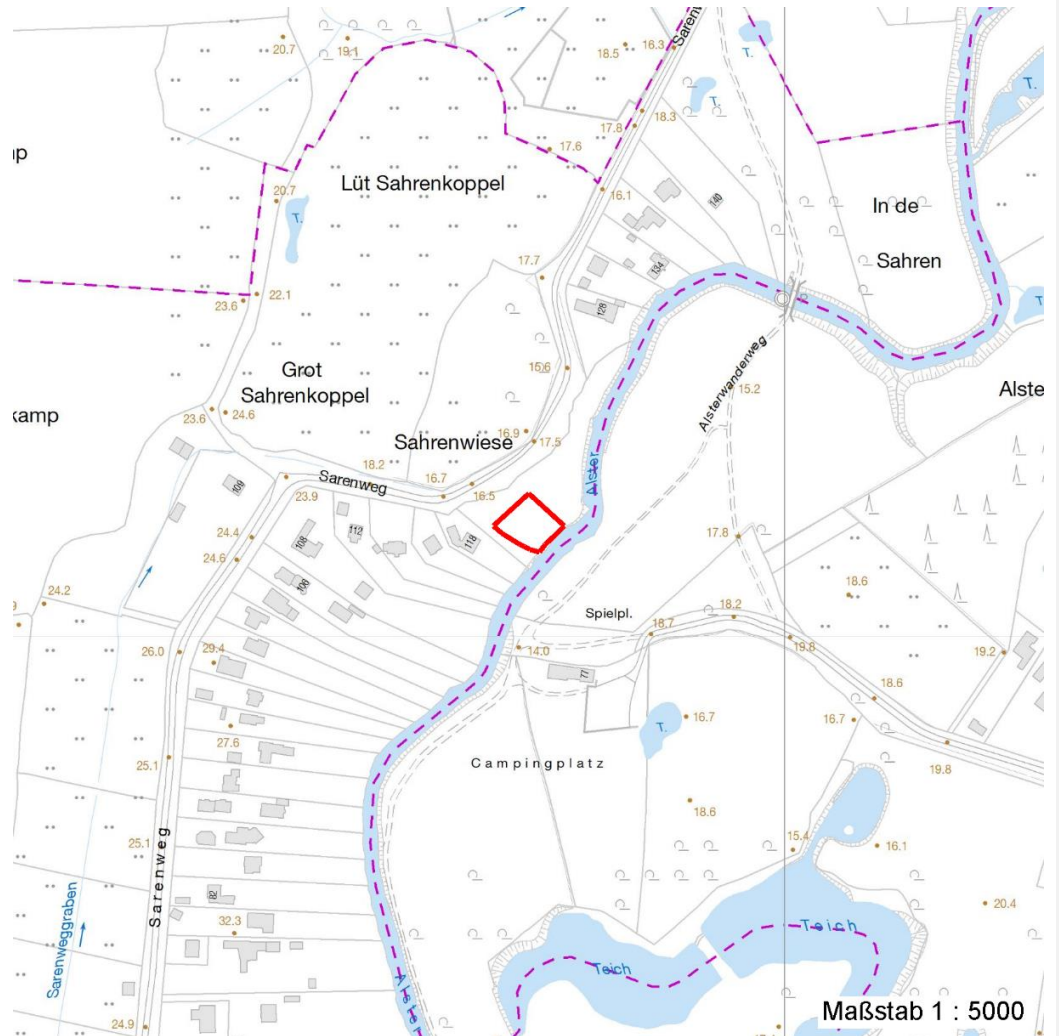 20.7
19.1
18.5
16.3
Saren
T.
T.
T.
18.3
17.8
17.6
ıp
Lüt Sahrenkoppel
20.7
16.1
140
In de
T.
Sahren
17.7
134
22.1
23.6
128
T
Grot
Sahrenkoppel
15.6
15.2
Alste
kamp
23.6
24.6
Alsterwanderweg
16.9
17.5
Sahrenwiese
18.2
16.7
16.5
Sarenweg
23.9
109
Alster
24.4
108
112
118
17.8
24.6
106
24.2
9
18.6
Spielpl.
18.2
18.7
19.8
26.0
29.4
14.0
19.2
77
18.6
16.7
16.7
T.
27.6
25.1
Campingplatz
19.8
18.6
25.1
15.4
16.1
Sarenweg
82
20.4
32.3
Sarenweggraben
Teich
Teich
Alster
24.9
Maßstab 1 : 5000